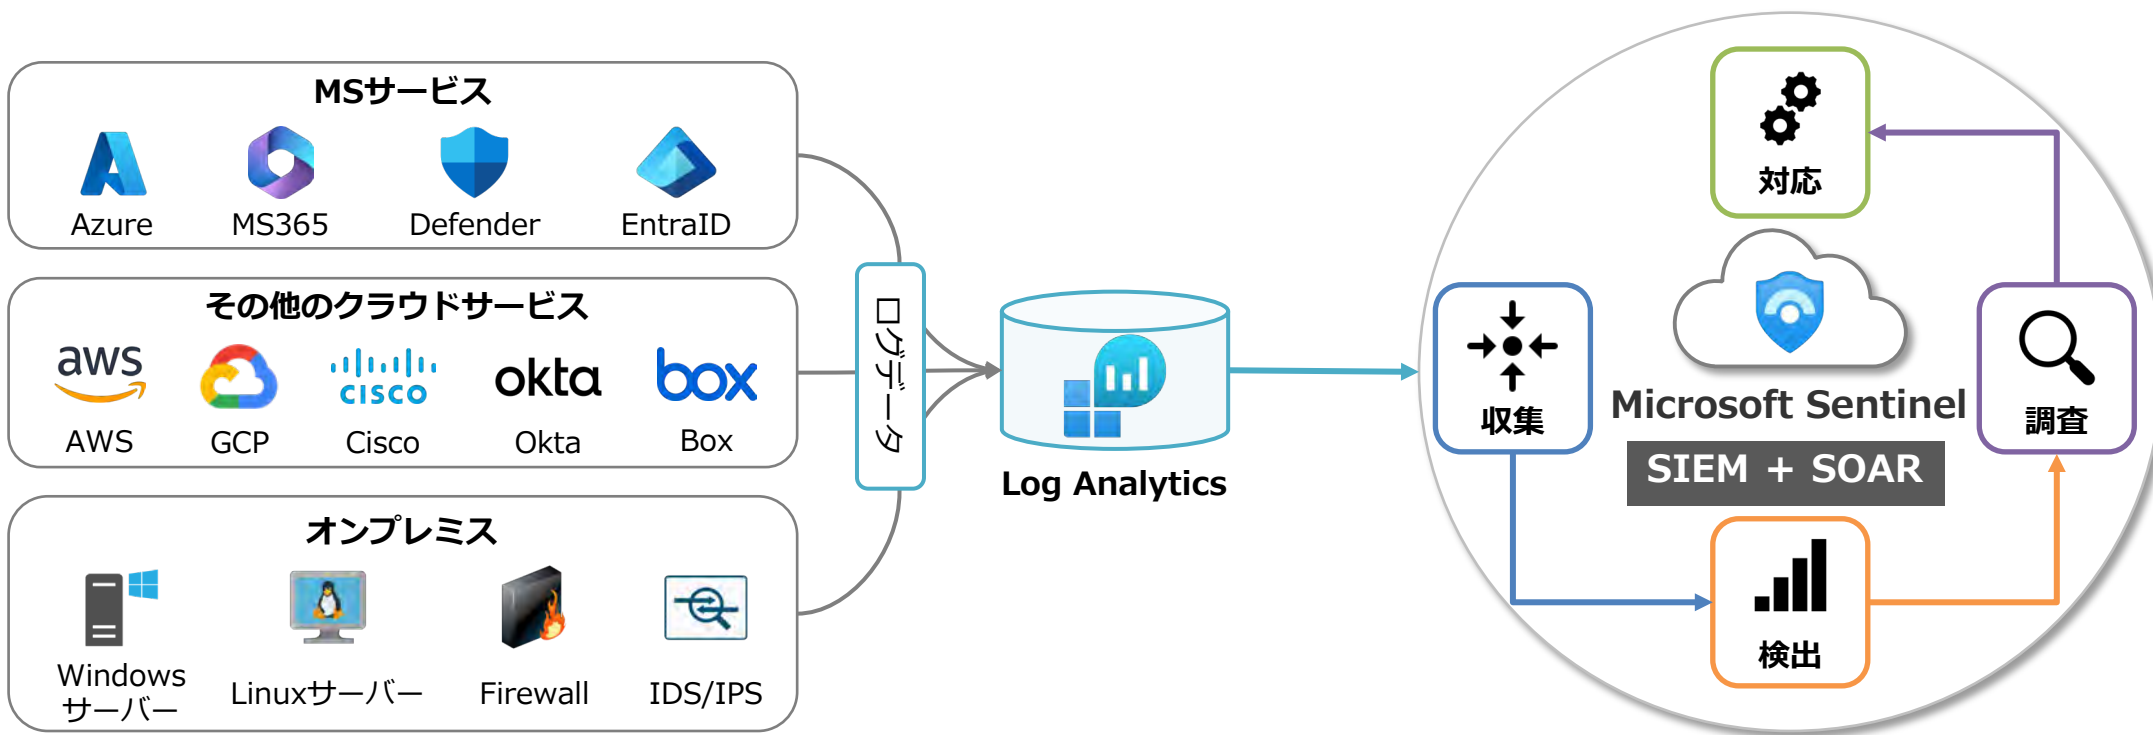 MSサービス
Azure
MS365
Defender
EntraID
その他のクラウドサービス
aws
CISCO
okta
box
AWS
GCP
Cisco
Okta
Box
オンプレミス
Windows
サーバー
Linuxサーバー
Firewall
IDS/IPS
ログデータ
Log Analytics
対応
収集
Microsoft Sentinel
SIEM + SOAR
調査
検出